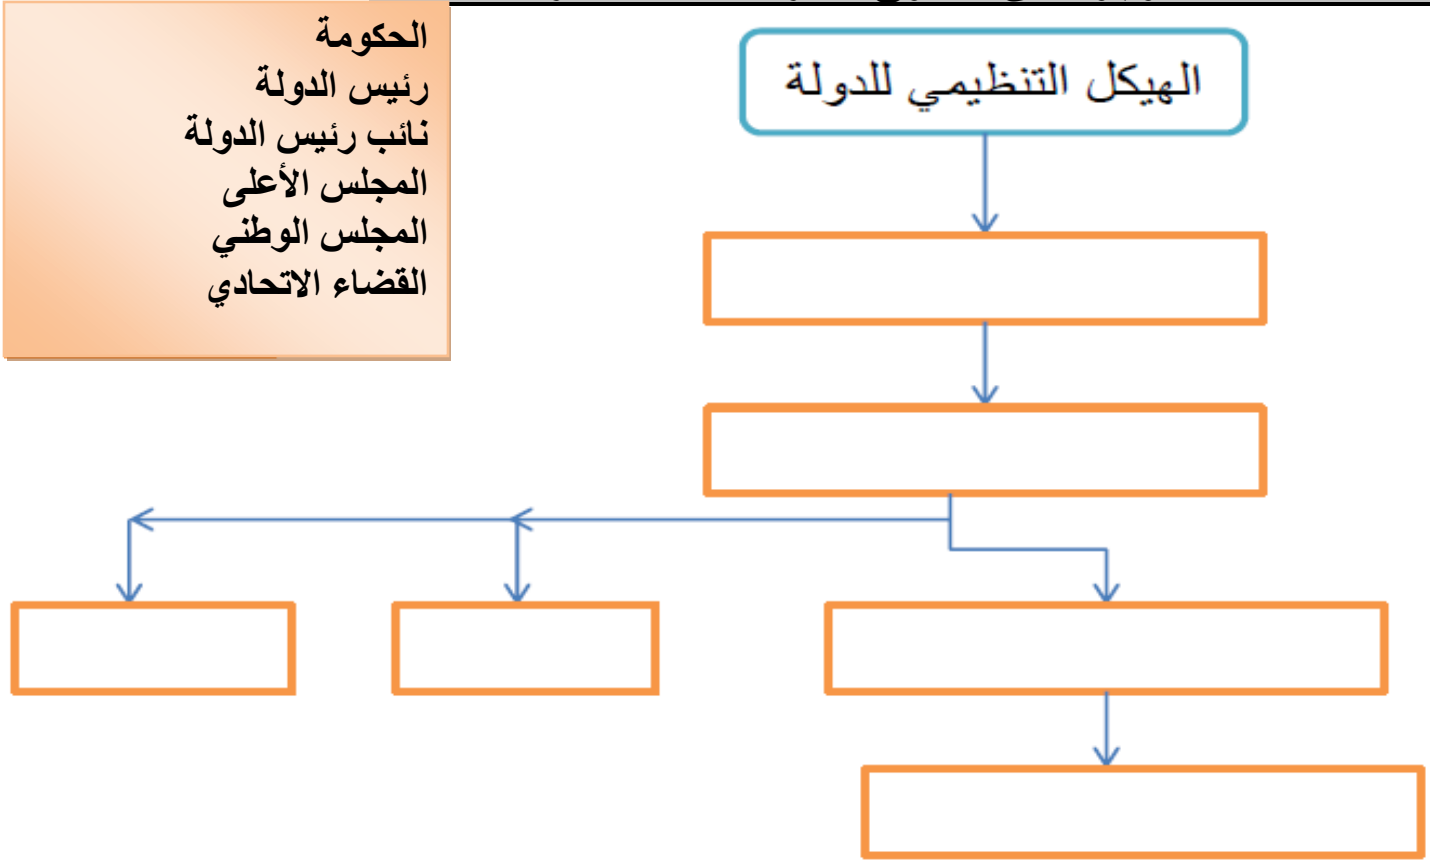 الحكومة
رئيس الدولة
نائب رئيس الدولة
المجلس الأعلى
المجلس الوطني
القضاء الاتحادي
الهيكل التنظيمي للدولة